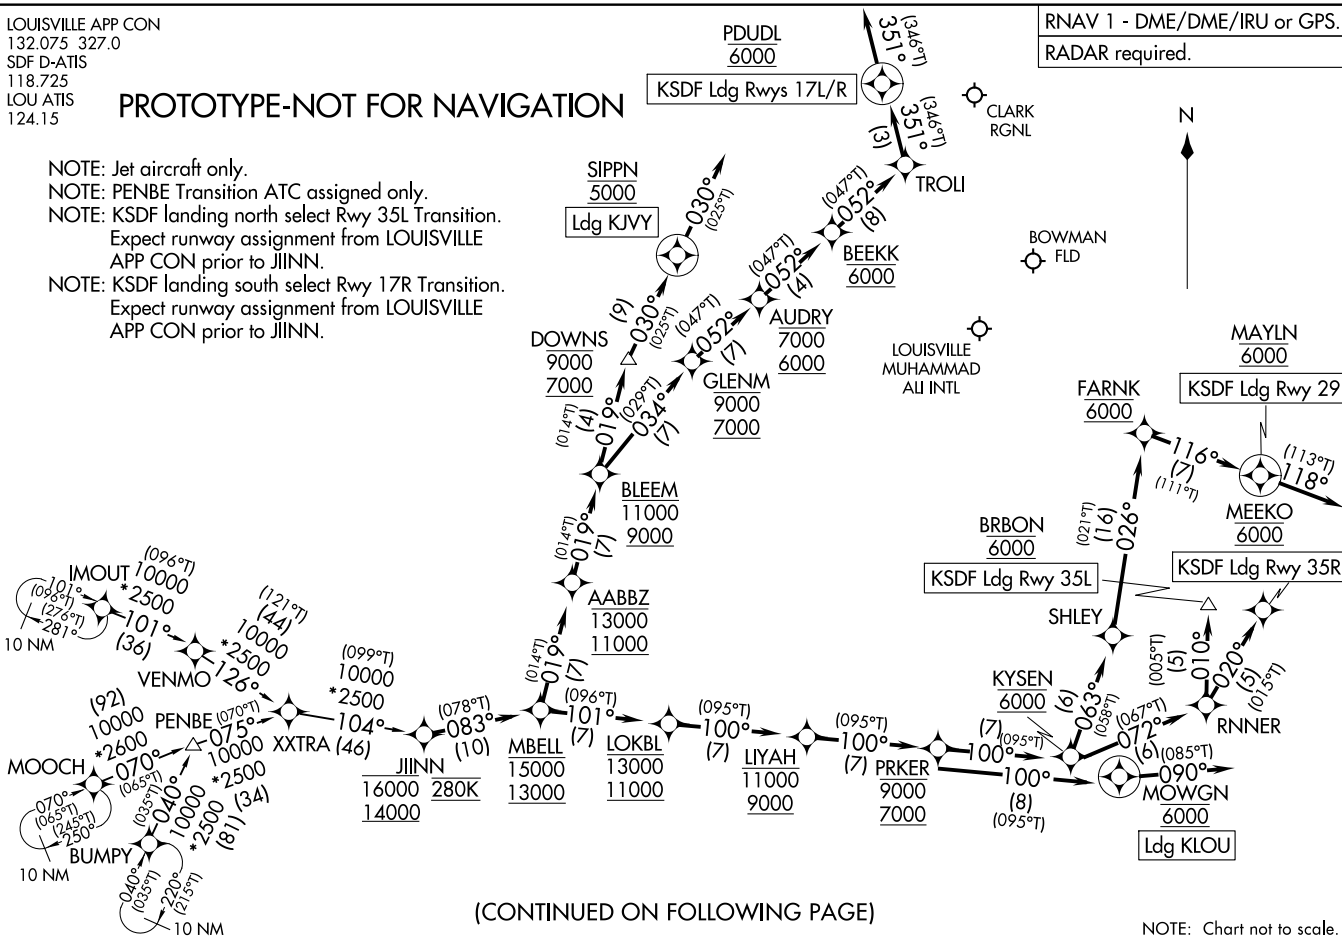 LOUISVILLE APP CON
132.075 327.0
SDF D-ATIS
118.725
LOU ATIS
124.15
PROTOTYPE-NOT FOR NAVIGATION
RNAV 1 - DME/DME/IRU or GPS.
RADAR required.
NOTE: Jet aircraft only.
NOTE: PENBE Transition ATC assigned only.
NOTE: KSDF landing north select Rwy 35L Transition.
Expect runway assignment from LOUISVILLE
APP CON prior to JIINN.
NOTE: KSDF landing south select Rwy 17R Transition.
Expect runway assignment from LOUISVILLE
APP CON prior to JIINN.
PDUDL
6000
KSDF Ldg Rwys 17L/R
351°
(346°T)
351°
(346°T)
(3)
TROLI
CLARK
RGNL
N
SIPPN
5000
Ldg KJVY
030°
(025°T)
(9)
030°
(025°T)
(047°T)
052°
(8)
BEEKK
6000
BOWMAN
FLD
(047°T)
052°
(4)
AUDRY
7000
6000
(047°T)
052°
(7)
GLENM
9000
7000
LOUISVILLE
MUHAMMAD
ALI INTL
DOWNS
9000
7000
(014°T)
(4)
019°
(029°T)
034°
(7)
BLEEM
11000
9000
MAYLN
6000
KSDF Ldg Rwy 29
FARNK
6000
116°
(7)
(111°T)
(113°T)
118°
MEEKO
6000
KSDF Ldg Rwy 35R
BRBON
6000
KSDF Ldg Rwy 35L
(021°T)
(16)
026°
SHLEY
(014°T)
019°
(7)
AABBZ
13000
11000
(014°T)
019°
(7)
IMOUT
(096°T)
10000
*2500
101°
(36)
101°
(096°T)
(276°T)
281°
10 NM
VENMO
(121°T)
(44)
10000
*2500
126°
XXTRA
(099°T)
10000
*2500
104°
(46)
JIINN
16000
14000
280K
(078°T)
083°
(10)
MBELL
15000
13000
(096°T)
101°
(7)
LOKBL
13000
11000
(095°T)
100°
(7)
LIYAH
11000
9000
(095°T)
100°
(7)
PRKER
9000
7000
(7)
100°
(095°T)
100°
(8)
(095°T)
KYSEN
6000
(6)
063°
(058°T)
(067°T)
072°
(6)
RNNER
(005°T)
(5)
010°
020°
(5)
(015°T)
(085°T)
090°
MOWGN
6000
Ldg KLOU
MOOCH
(92)
10000
*2600
070°
(065°T)
070°
(065°T)
(245°T)
250°
10 NM
PENBE
(070°T)
075°
10000
*2500
(34)
BUMPY
040°
(035°T)
10000
*2500
(81)
040°
(035°T)
220°
(215°T)
10 NM
(CONTINUED ON FOLLOWING PAGE)
NOTE: Chart not to scale.